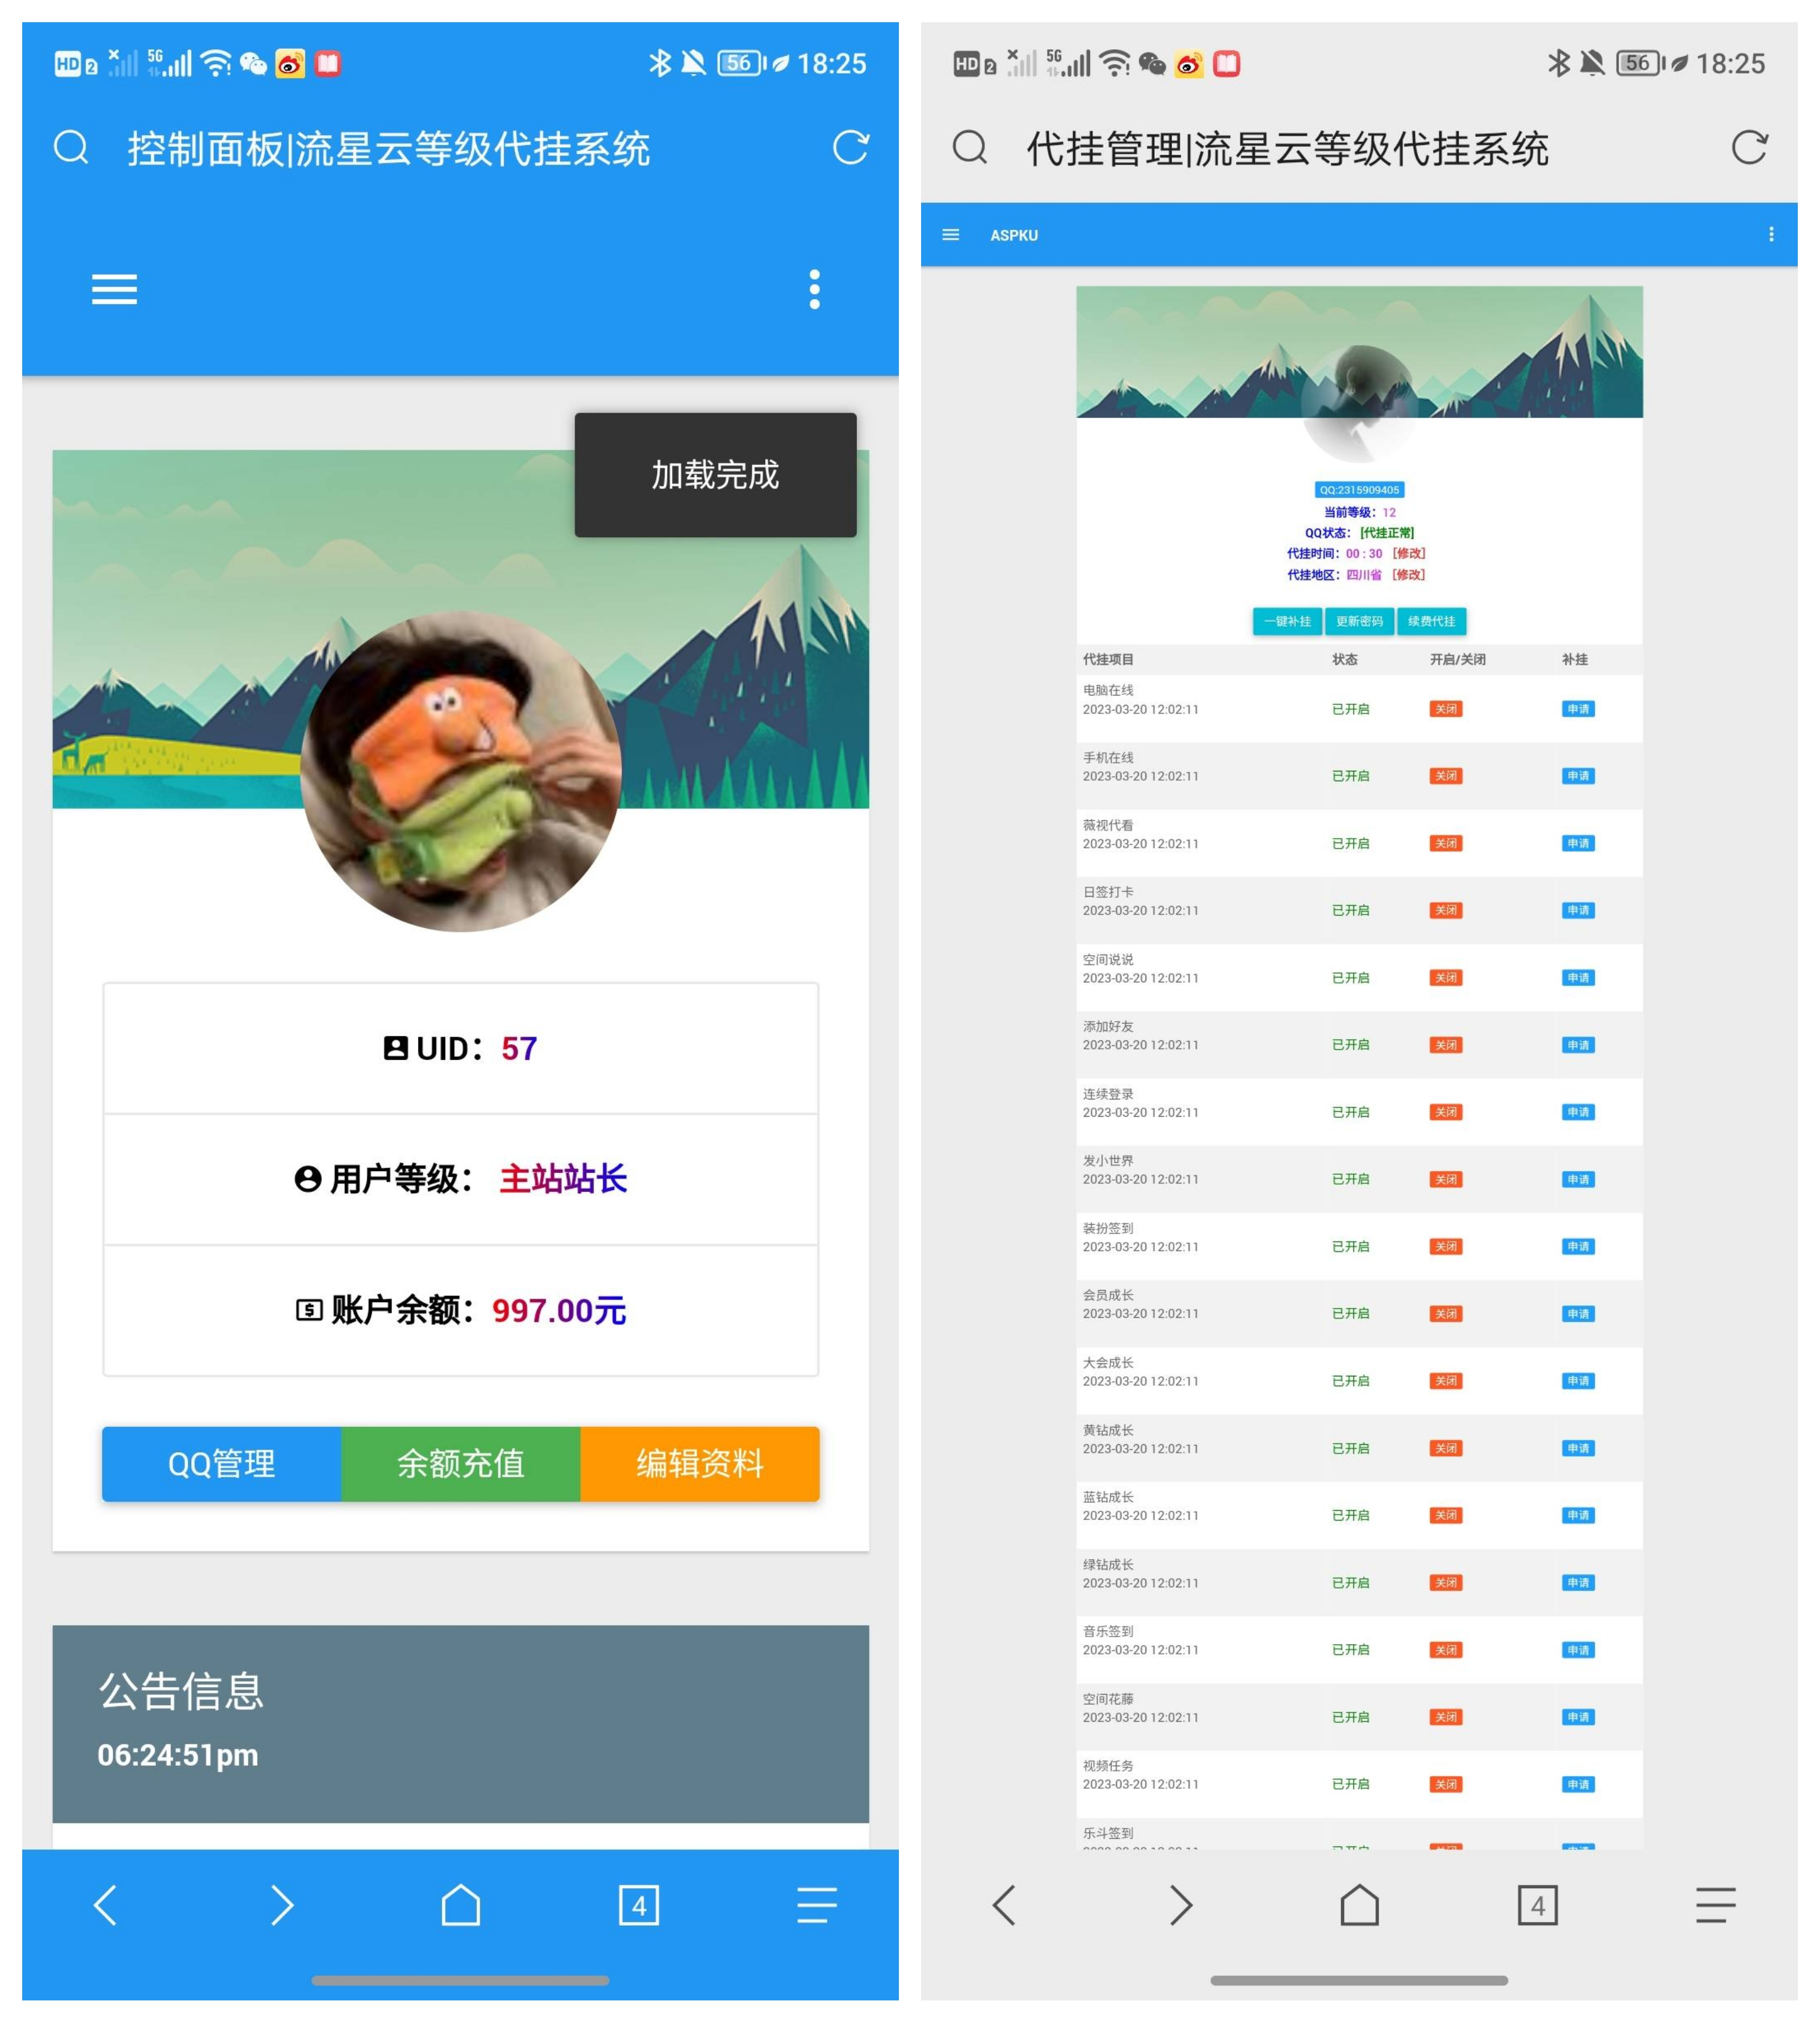 HD 2 5G 56 18:25
控制面板|流星云等级代挂系统
加载完成
UID：57
用户等级： 主站站长
账户余额：997.00元
QQ管理 余额充值 编辑资料
公告信息
06:24:51pm
4
HD 2 5G 56 18:25
代挂管理|流星云等级代挂系统
ASPKU
QQ:2315909405
当前等级：12
QQ状态： [代挂正常]
代挂时间：00 : 30 [修改]
代挂地区：四川省 [修改]
一键补挂 更新密码 续费代挂
代挂项目 状态 开启/关闭 补挂
电脑在线
2023-03-20 12:02:11 已开启 关闭 申请
手机在线
2023-03-20 12:02:11 已开启 关闭 申请
薇视代看
2023-03-20 12:02:11 已开启 关闭 申请
日签打卡
2023-03-20 12:02:11 已开启 关闭 申请
空间说说
2023-03-20 12:02:11 已开启 关闭 申请
添加好友
2023-03-20 12:02:11 已开启 关闭 申请
连续登录
2023-03-20 12:02:11 已开启 关闭 申请
发小世界
2023-03-20 12:02:11 已开启 关闭 申请
装扮签到
2023-03-20 12:02:11 已开启 关闭 申请
会员成长
2023-03-20 12:02:11 已开启 关闭 申请
大会成长
2023-03-20 12:02:11 已开启 关闭 申请
黄钻成长
2023-03-20 12:02:11 已开启 关闭 申请
蓝钻成长
2023-03-20 12:02:11 已开启 关闭 申请
绿钻成长
2023-03-20 12:02:11 已开启 关闭 申请
音乐签到
2023-03-20 12:02:11 已开启 关闭 申请
空间花藤
2023-03-20 12:02:11 已开启 关闭 申请
视频任务
2023-03-20 12:02:11 已开启 关闭 申请
乐斗签到
4